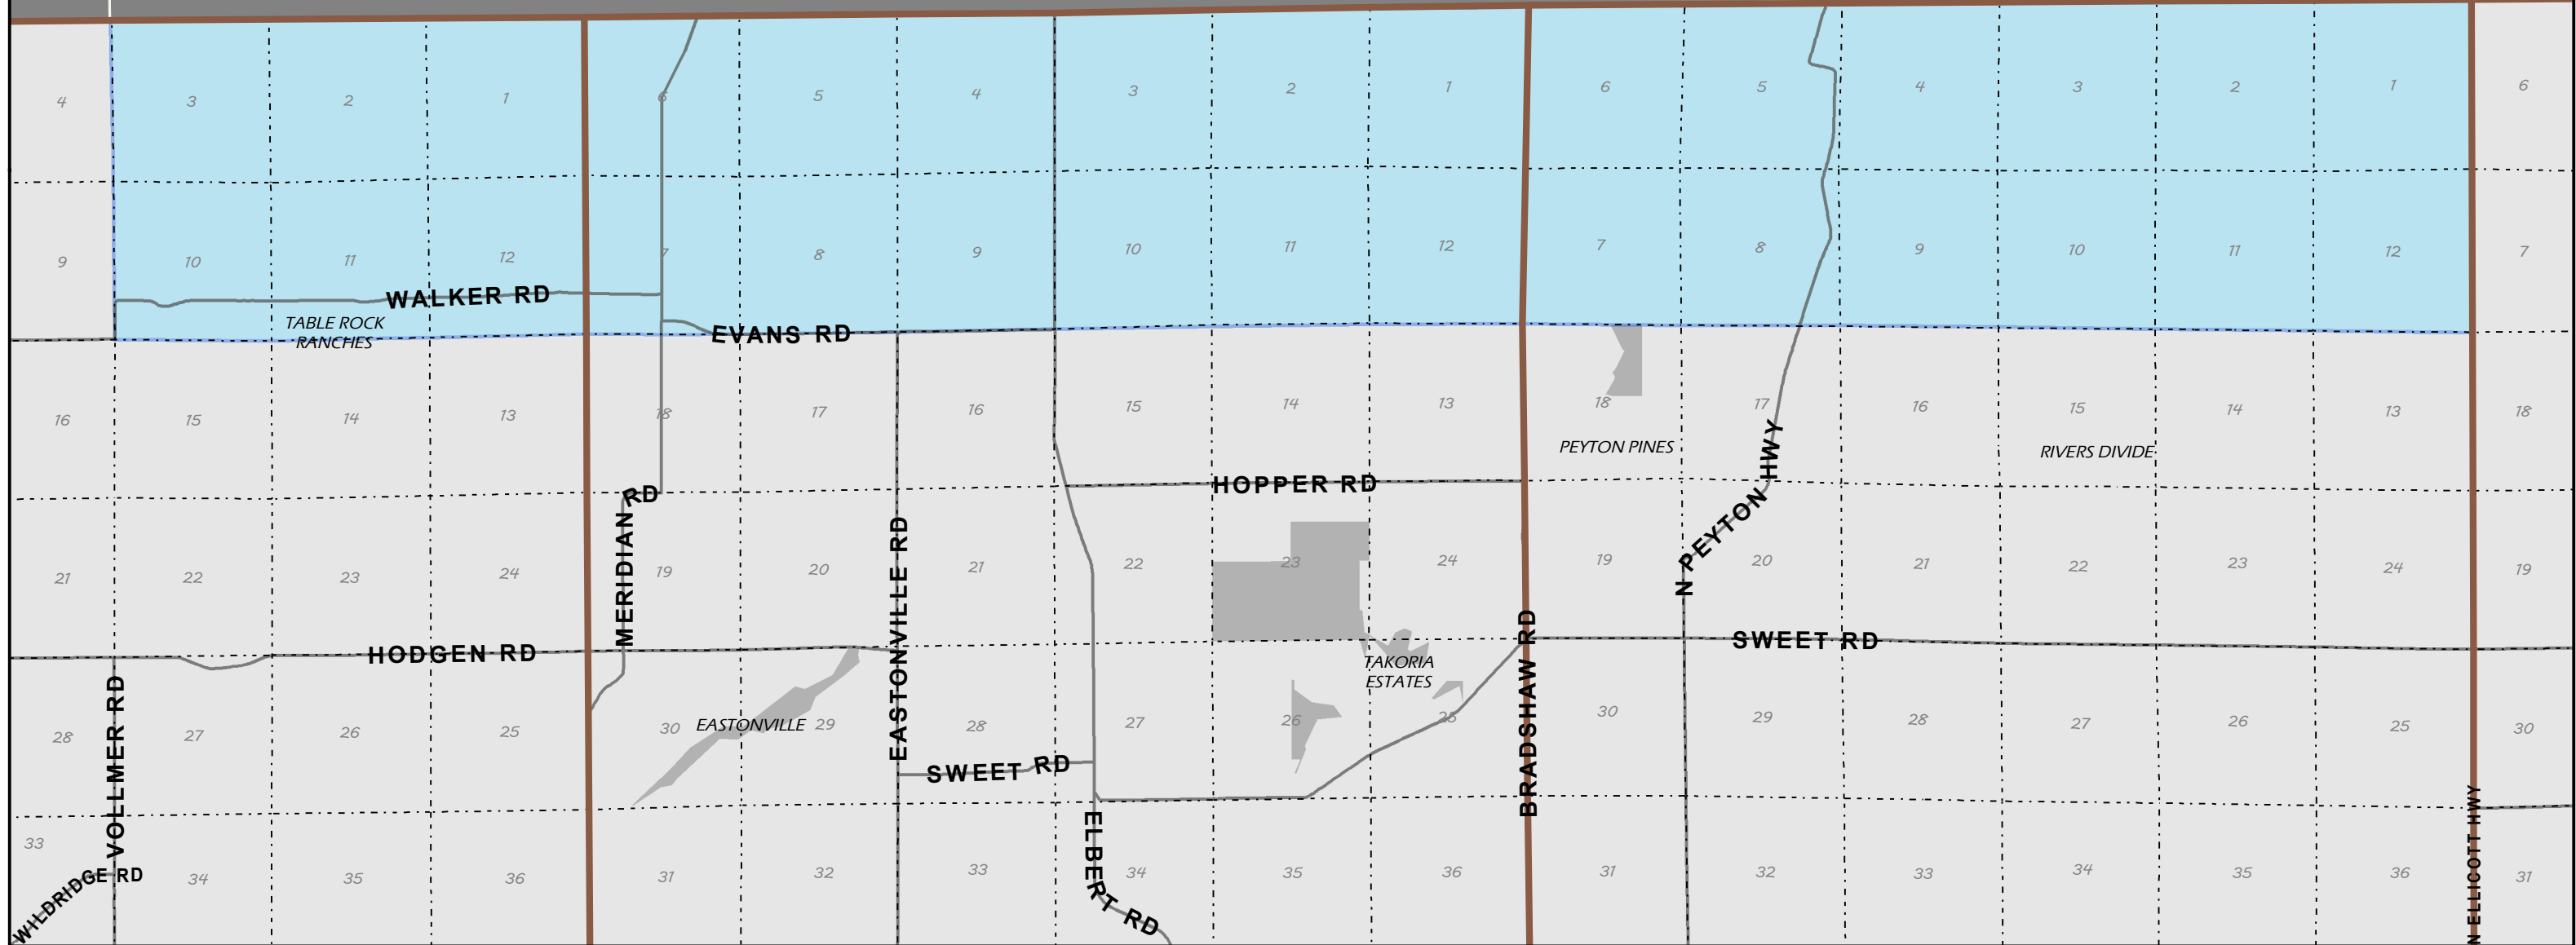 4 3 2 1 6 5 4 3 2 1 6 5 4 3 2 1 6
9 10 11 12 7 8 9 10 11 12 7 8 9 10 11 12 7
WALKER RD
TABLE ROCK
RANCHES
EVANS RD
16 15 14 13 18 17 16 15 14 13 18 17 16 15 14 13 18
PEYTON PINES
RIVERS DIVIDE
HOPPER RD
MERIDIAN RD
EASTONVILLE RD
N PEYTON HWY
21 22 23 24 19 20 21 22 23 24 19 20 21 22 23 24 19
HODGEN RD
SWEET RD
TAKORIA
ESTATES
BRADSHAW RD
VOLLMER RD
EASTONVILLE
28 27 26 25 30 29 28 27 26 25 30 29 28 27 26 25 30
SWEET RD
ELBERT RD
N ELLICOTT HWY
33 34 35 36 31 32 33 34 35 36 31 32 33 34 35 36 31
WILDRIDGE RD